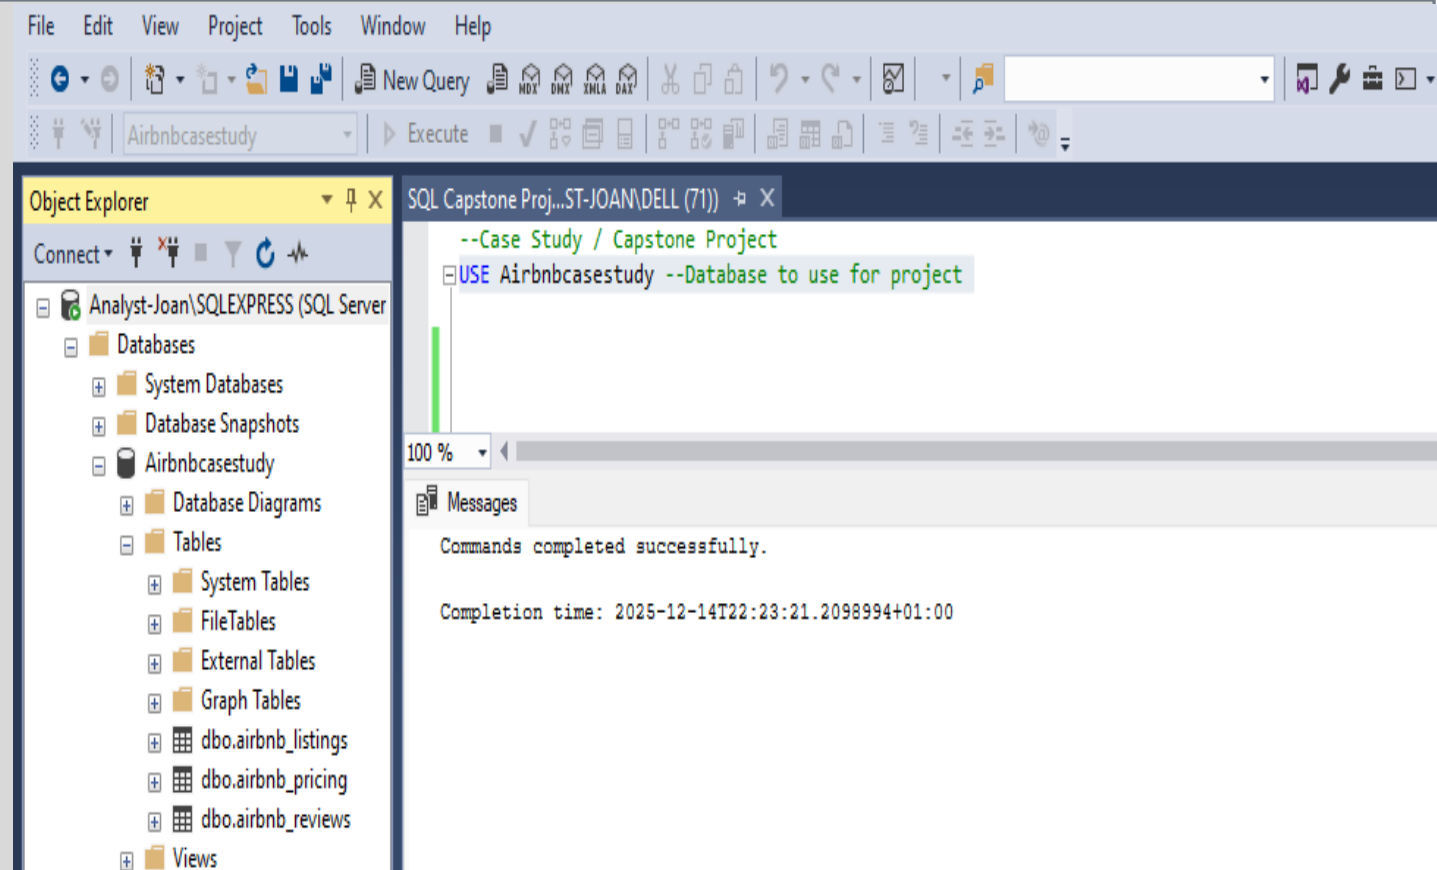 File Edit View Project Tools Window Help
New Query MDX DMX XMLA DAX
Airbnbcasestudy Execute
Object Explorer
Connect
Analyst-Joan\SQLEXPRESS (SQL Server
Databases
System Databases
Database Snapshots
Airbnbcasestudy
Database Diagrams
Tables
System Tables
FileTables
External Tables
Graph Tables
dbo.airbnb_listings
dbo.airbnb_pricing
dbo.airbnb_reviews
Views
SQL Capstone Proj...ST-JOAN\DELL (71))
--Case Study / Capstone Project
USE Airbnbcasestudy --Database to use for project
100 %
Messages
Commands completed successfully.
Completion time: 2025-12-14T22:23:21.2098994+01:00